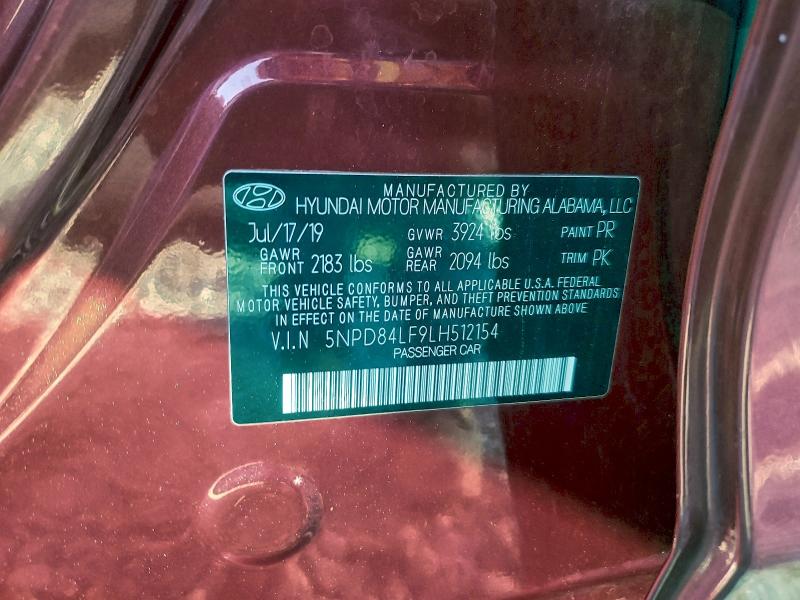 MANUFACTURED BY
HYUNDAI MOTOR MANUFACTURING ALABAMA, LLC
Jul/17/19 GVWR 3924 lbs PAINT PR
GAWR FRONT 2183 lbs GAWR REAR 2094 lbs TRIM PK
THIS VEHICLE CONFORMS TO ALL APPLICABLE U.S.A. FEDERAL
MOTOR VEHICLE SAFETY, BUMPER, AND THEFT PREVENTION STANDARDS
IN EFFECT ON THE DATE OF MANUFACTURE SHOWN ABOVE
V.I.N 5NPD84LF9LH512154
PASSENGER CAR